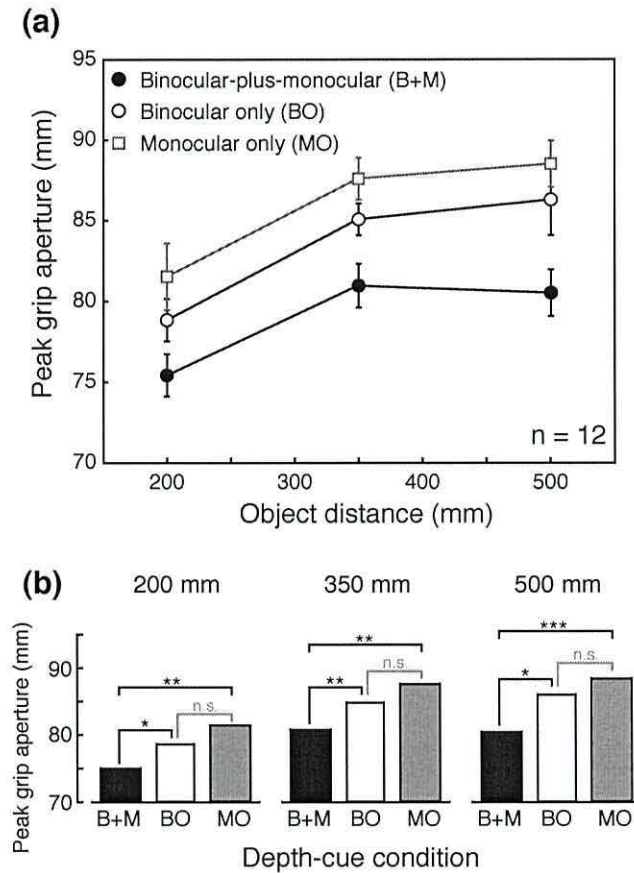 (a)
95
90
85
80
75
70
Peak grip aperture (mm)
Binocular-plus-monocular (B+M)
Binocular only (BO)
Monocular only (MO)
n = 12
200 300 400 500
Object distance (mm)
(b)
200 mm 350 mm 500 mm
Peak grip aperture (mm)
90
80
70
** * n.s.
** ** n.s.
*** * n.s.
B+M BO MO B+M BO MO B+M BO MO
Depth-cue condition